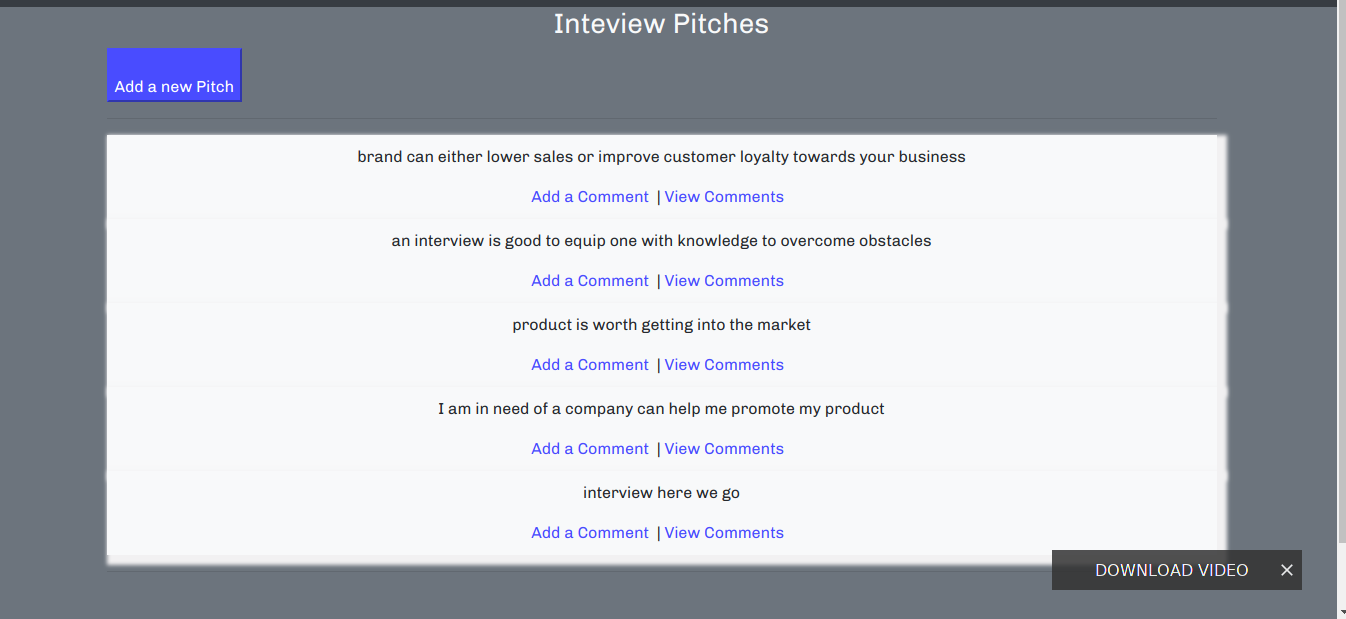 Inteview Pitches
Add a new Pitch
brand can either lower sales or improve customer loyalty towards your business
Add a Comment | View Comments
an interview is good to equip one with knowledge to overcome obstacles
Add a Comment | View Comments
product is worth getting into the market
Add a Comment | View Comments
I am in need of a company can help me promote my product
Add a Comment | View Comments
interview here we go
Add a Comment | View Comments
DOWNLOAD VIDEO